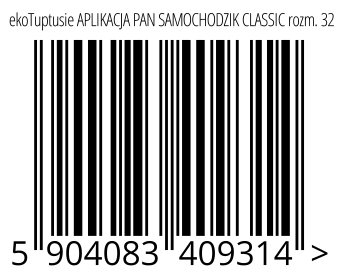 ekoTuptusie APLIKACJA PAN SAMOCHODZIK CLASSIC rozm. 32
5 904083 409314 >